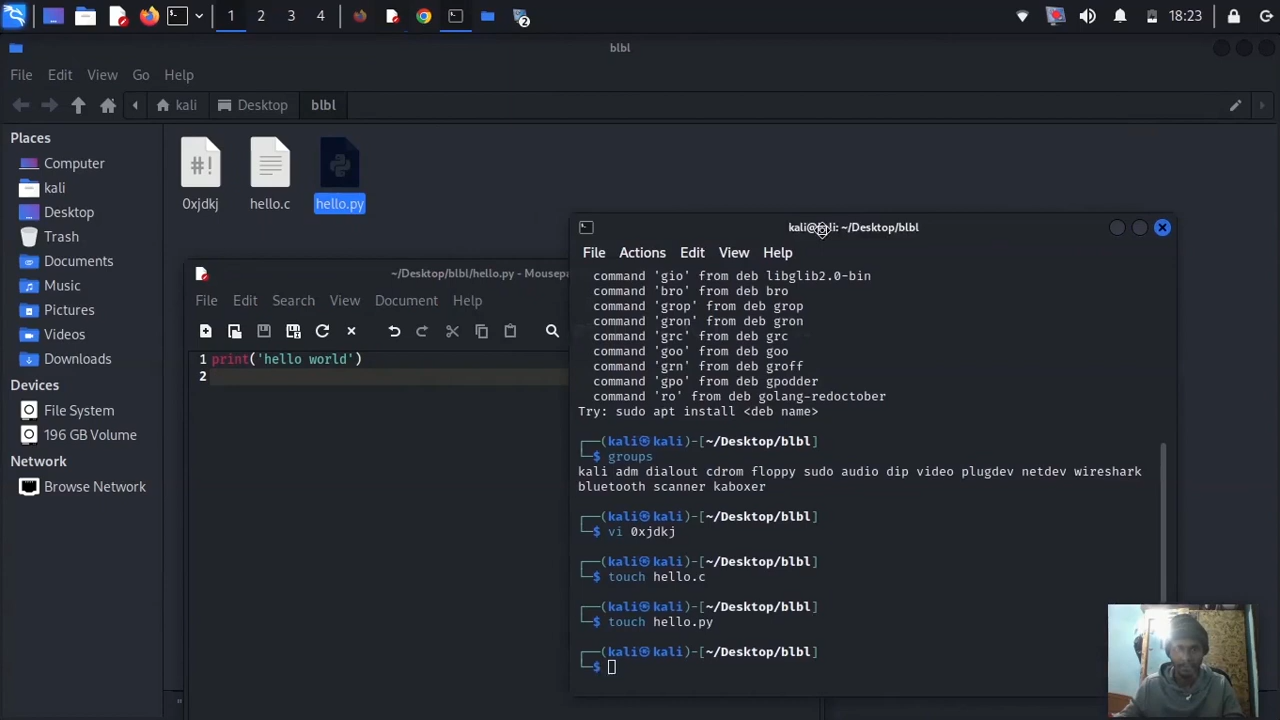 1 2 3 4 2 18:23
blbl
File Edit View Go Help
kali Desktop blbl
Places
Computer
kali
Desktop
Trash
Documents
Music
Pictures
Videos
Downloads
Devices
File System
196 GB Volume
Network
Browse Network
#!
0xjdkj hello.c hello.py
~/Desktop/blbl/hello.py - Mousepa
File Edit Search View Document Help
1 print('hello world')
2
kali@kali: ~/Desktop/blbl
File Actions Edit View Help
command 'gio' from deb libglib2.0-bin
command 'bro' from deb bro
command 'grop' from deb grop
command 'gron' from deb gron
command 'grc' from deb grc
command 'goo' from deb goo
command 'grn' from deb groff
command 'gpo' from deb gpodder
command 'ro' from deb golang-redoctober
Try: sudo apt install <deb name>
┌──(kali㉿kali)-[~/Desktop/blbl]
└─$ groups
kali adm dialout cdrom floppy sudo audio dip video plugdev netdev wireshark
bluetooth scanner kaboxer
┌──(kali㉿kali)-[~/Desktop/blbl]
└─$ vi 0xjdkj
┌──(kali㉿kali)-[~/Desktop/blbl]
└─$ touch hello.c
┌──(kali㉿kali)-[~/Desktop/blbl]
└─$ touch hello.py
┌──(kali㉿kali)-[~/Desktop/blbl]
└─$